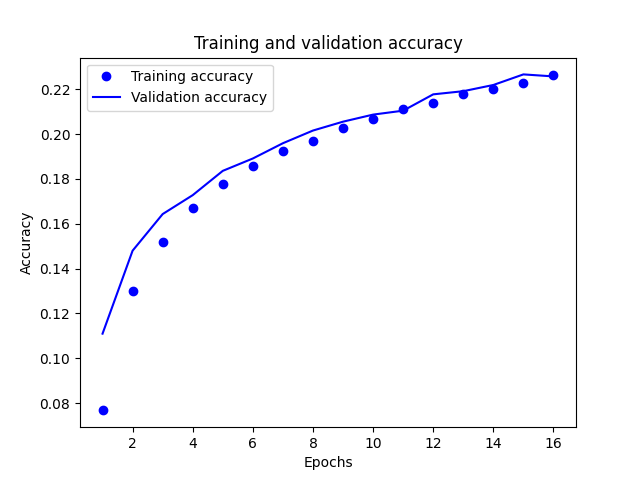 Training and validation accuracy
Training accuracy
Validation accuracy
Accuracy
0.22
0.20
0.18
0.16
0.14
0.12
0.10
0.08
2 4 6 8 10 12 14 16
Epochs